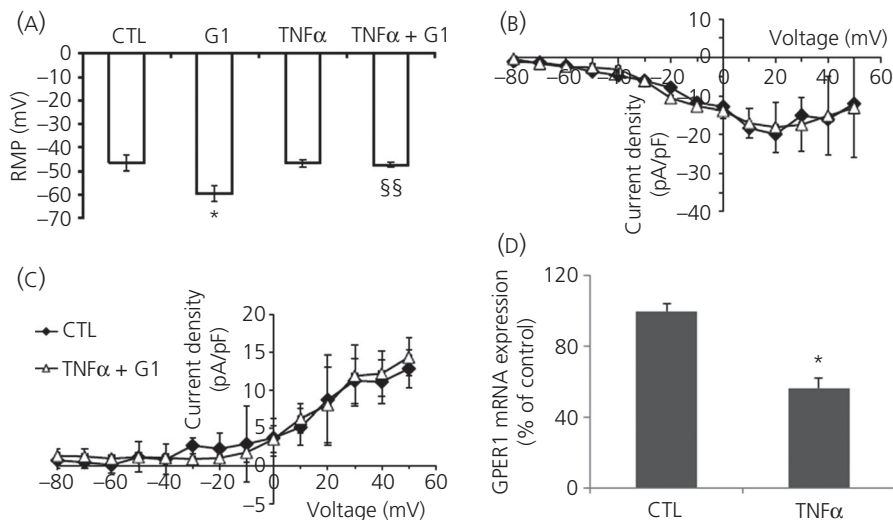 (A)
CTL G1 TNFα TNFα + G1
0
−10
−20
−30
−40
−50
−60
−70
RMP (mV)
*
§§
(B)
10
Voltage (mV)
0
−80 −60 −40 −20 0 20 40 60
−10
−20
−30
−40
Current density
(pA/pF)
(C)
CTL
TNFα + G1
Current density
(pA/pF)
20
15
10
5
0
−5
−80 −60 −40 −20 0 20 40 60
Voltage (mV)
(D)
GPER1 mRNA expression
(% of control)
120
80
40
0
*
CTL TNFα